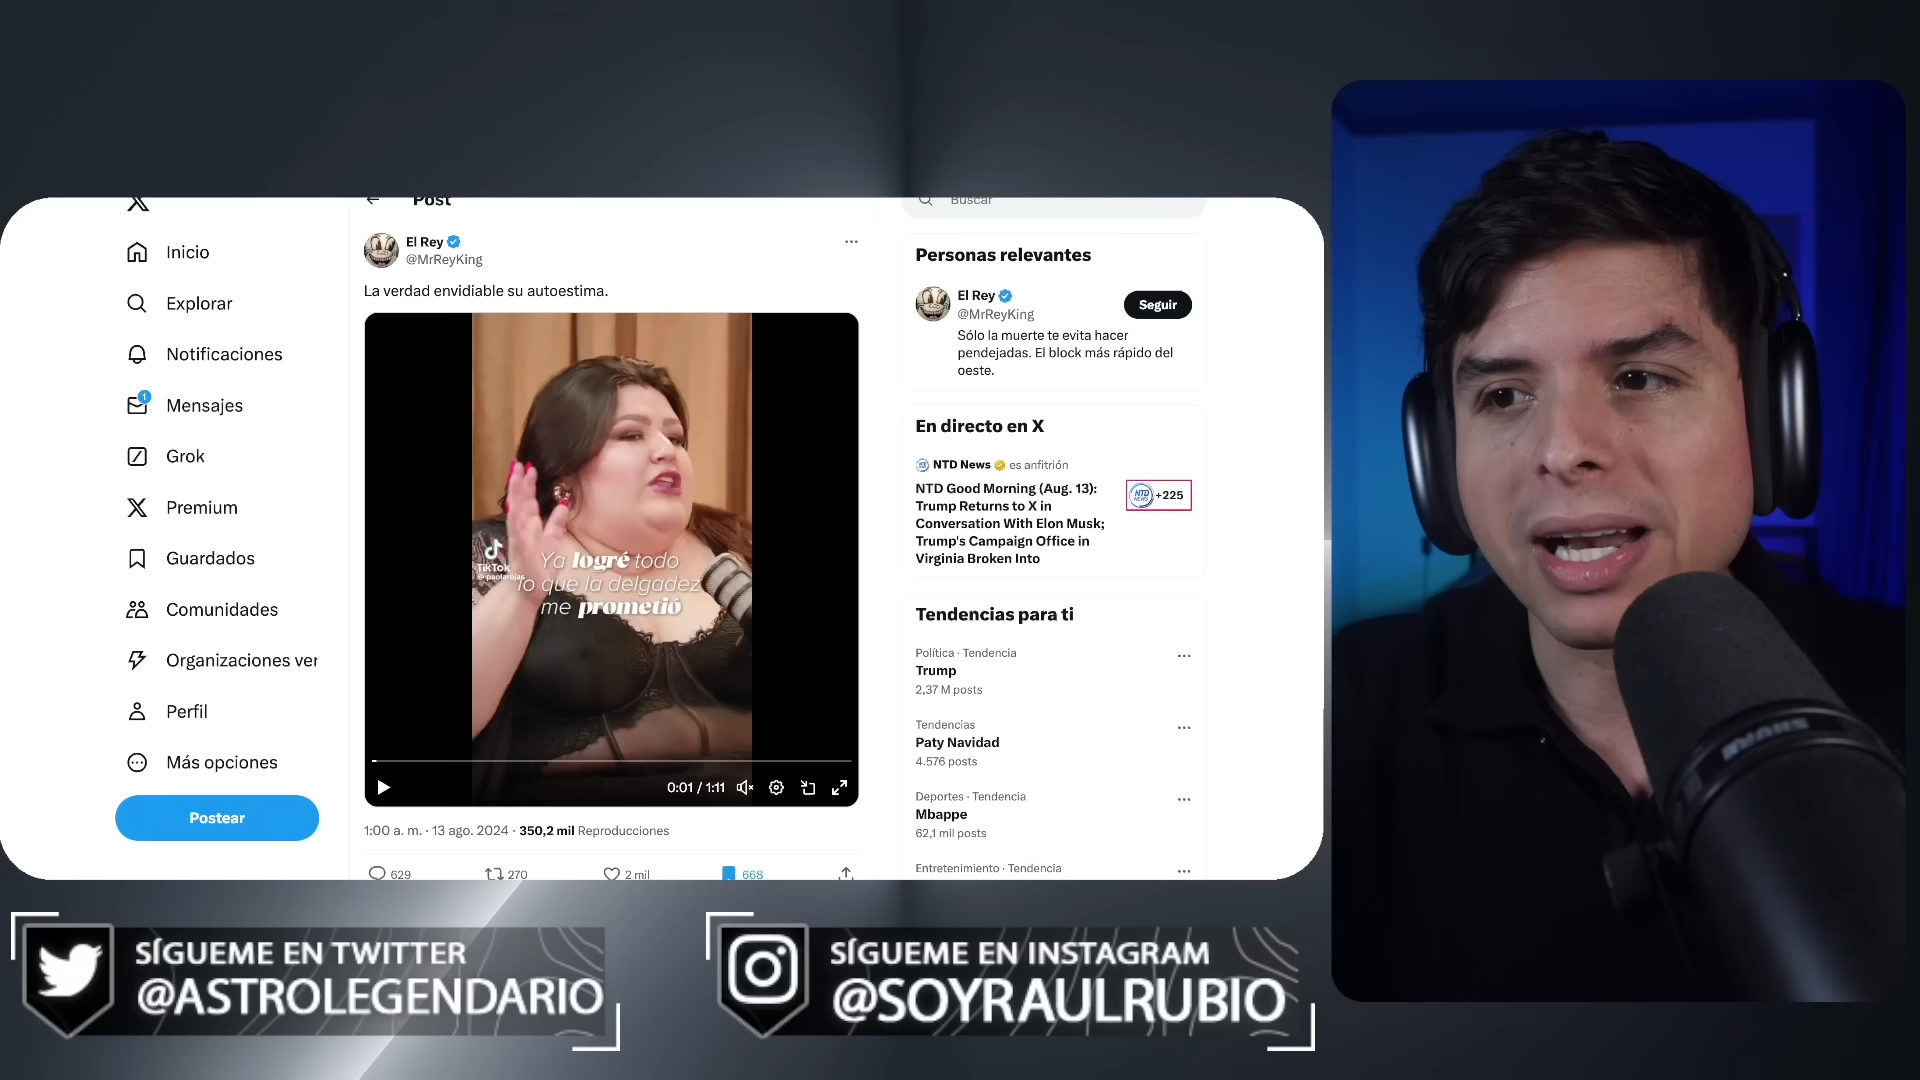 Post
Buscar
Inicio
Explorar
Notificaciones
1
Mensajes
Grok
Premium
Guardados
Comunidades
Organizaciones ver
Perfil
Más opciones
Postear
El Rey
@MrReyKing
La verdad envidiable su autoestima.
TikTok
@paolarojas
Ya logré todo
lo que la delgadez
me prometió
0:01 / 1:11
1:00 a. m. · 13 ago. 2024 · 350,2 mil Reproducciones
629 270 2 mil 668
Personas relevantes
El Rey
@MrReyKing
Seguir
Sólo la muerte te evita hacer
pendejadas. El block más rápido del
oeste.
En directo en X
NTD News es anfitrión
NTD Good Morning (Aug. 13):
Trump Returns to X in
Conversation With Elon Musk;
Trump's Campaign Office in
Virginia Broken Into
NTD
NEWS
+225
Tendencias para ti
Política · Tendencia
Trump
2,37 M posts
Tendencias
Paty Navidad
4.576 posts
Deportes · Tendencia
Mbappe
62,1 mil posts
Entretenimiento · Tendencia
SÍGUEME EN TWITTER
@ASTROLEGENDARIO
SÍGUEME EN INSTAGRAM
@SOYRAULRUBIO